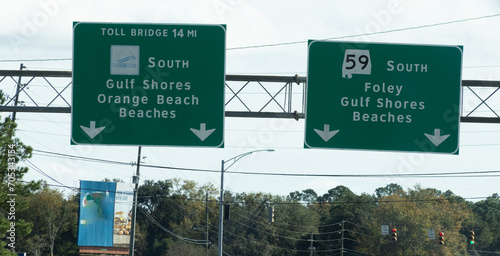 TOLL BRIDGE 14 MI
SOUTH
Gulf Shores
Orange Beach
Beaches
59 SOUTH
Foley
Gulf Shores
Beaches